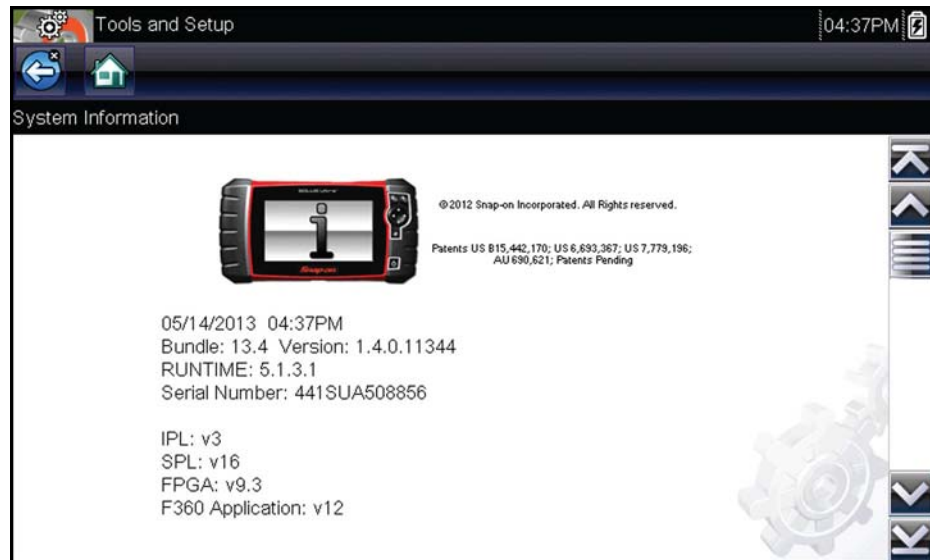 Tools and Setup
04:37PM
System Information
©2012 Snap-on Incorporated. All Rights reserved.
Patents US B15,442,170; US 6,693,367; US 7,779,196;
AU 690,621; Patents Pending
Snap-on
05/14/2013 04:37PM
Bundle: 13.4 Version: 1.4.0.11344
RUNTIME: 5.1.3.1
Serial Number: 441SUA508856
IPL: v3
SPL: v16
FPGA: v9.3
F360 Application: v12